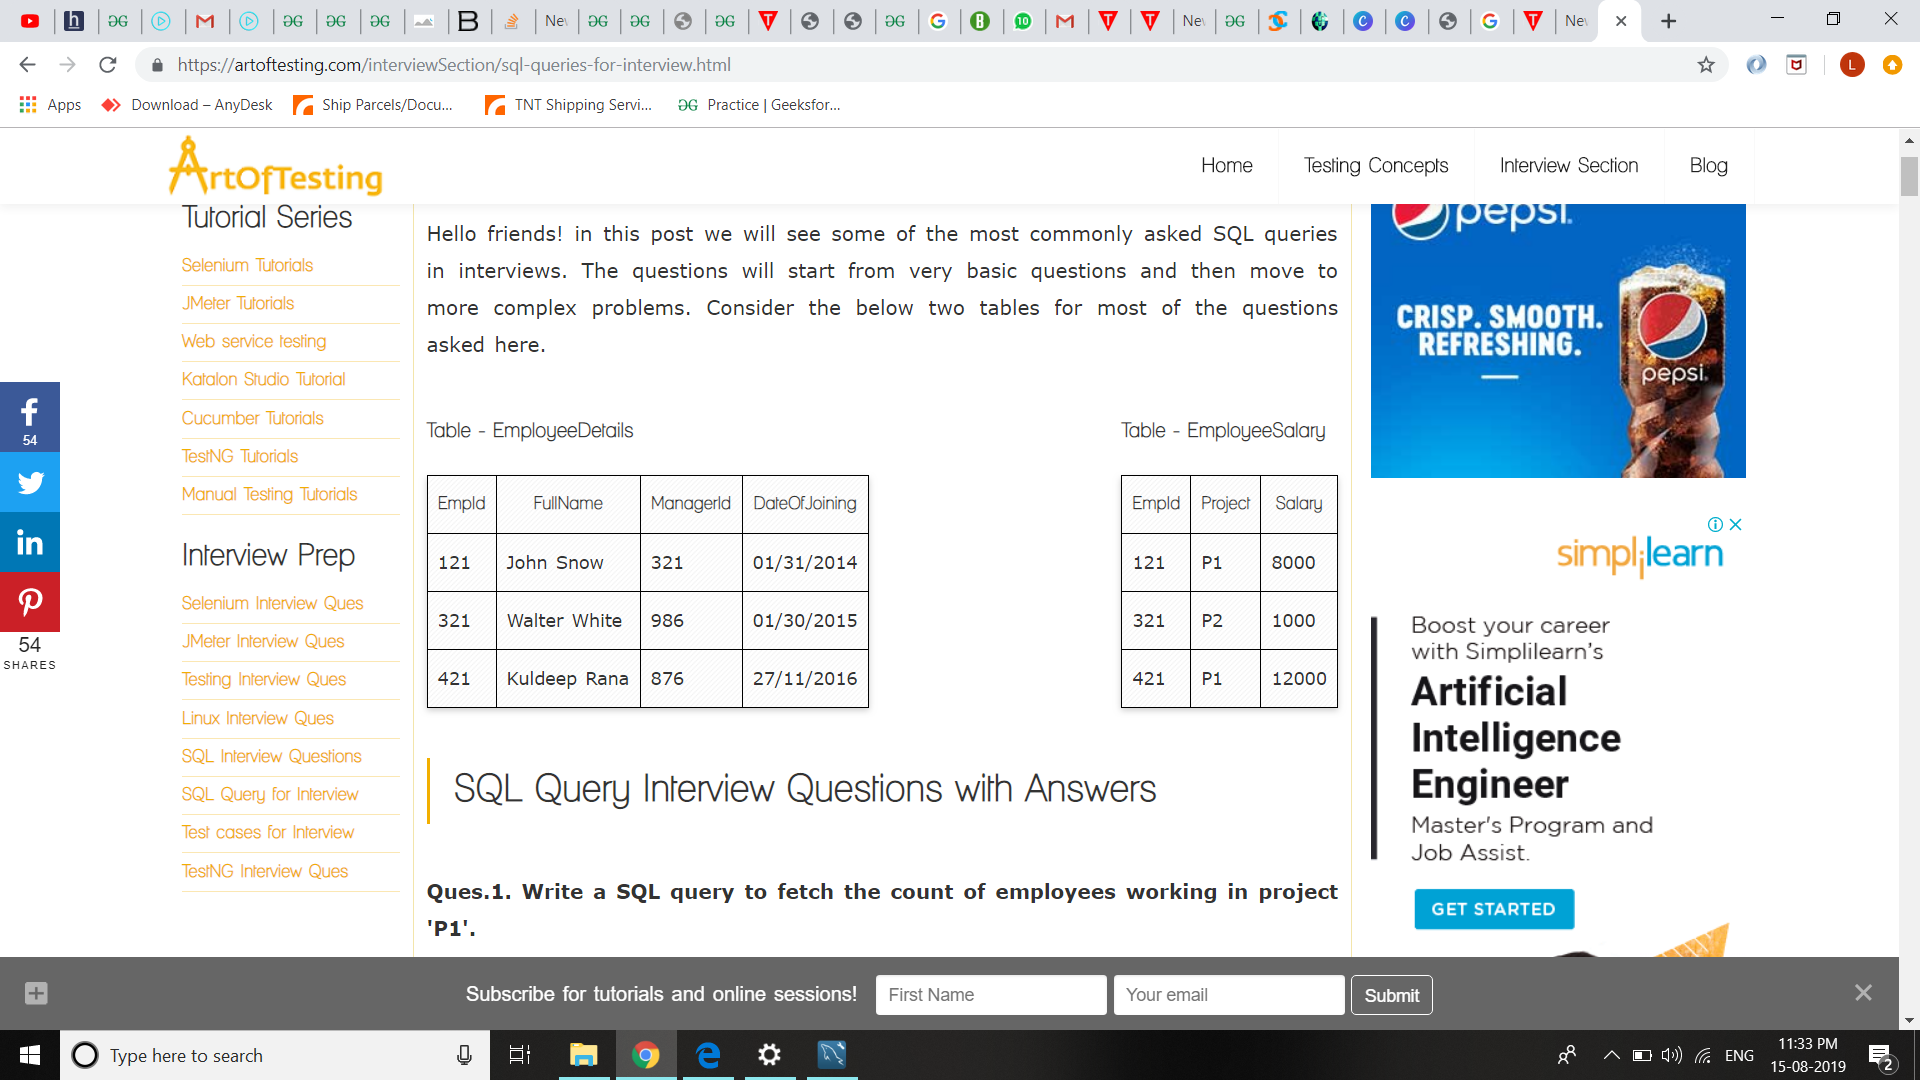 New
New
New
https://artoftesting.com/interviewSection/sql-queries-for-interview.html
Apps
Download – AnyDesk
Ship Parcels/Docu...
TNT Shipping Servi...
Practice | Geeksfor...
ArtOfTesting
Home
Testing Concepts
Interview Section
Blog
Tutorial Series
Selenium Tutorials
JMeter Tutorials
Web service testing
Katalon Studio Tutorial
Cucumber Tutorials
TestNG Tutorials
Manual Testing Tutorials
Interview Prep
Selenium Interview Ques
JMeter Interview Ques
Testing Interview Ques
Linux Interview Ques
SQL Interview Questions
SQL Query for Interview
Test cases for Interview
TestNG Interview Ques
54
54
SHARES
Hello friends! in this post we will see some of the most commonly asked SQL queries
in interviews. The questions will start from very basic questions and then move to
more complex problems. Consider the below two tables for most of the questions
asked here.
Table - EmployeeDetails
EmpId FullName ManagerId DateOfJoining
121 John Snow 321 01/31/2014
321 Walter White 986 01/30/2015
421 Kuldeep Rana 876 27/11/2016
Table - EmployeeSalary
EmpId Project Salary
121 P1 8000
321 P2 1000
421 P1 12000
SQL Query Interview Questions with Answers
Ques.1. Write a SQL query to fetch the count of employees working in project
'P1'.
pepsi.
CRISP. SMOOTH.
REFRESHING.
pepsi.
simplilearn
Boost your career
with Simplilearn's
Artificial
Intelligence
Engineer
Master's Program and
Job Assist.
GET STARTED
Subscribe for tutorials and online sessions!
First Name
Your email
Submit
Type here to search
ENG
11:33 PM
15-08-2019
2